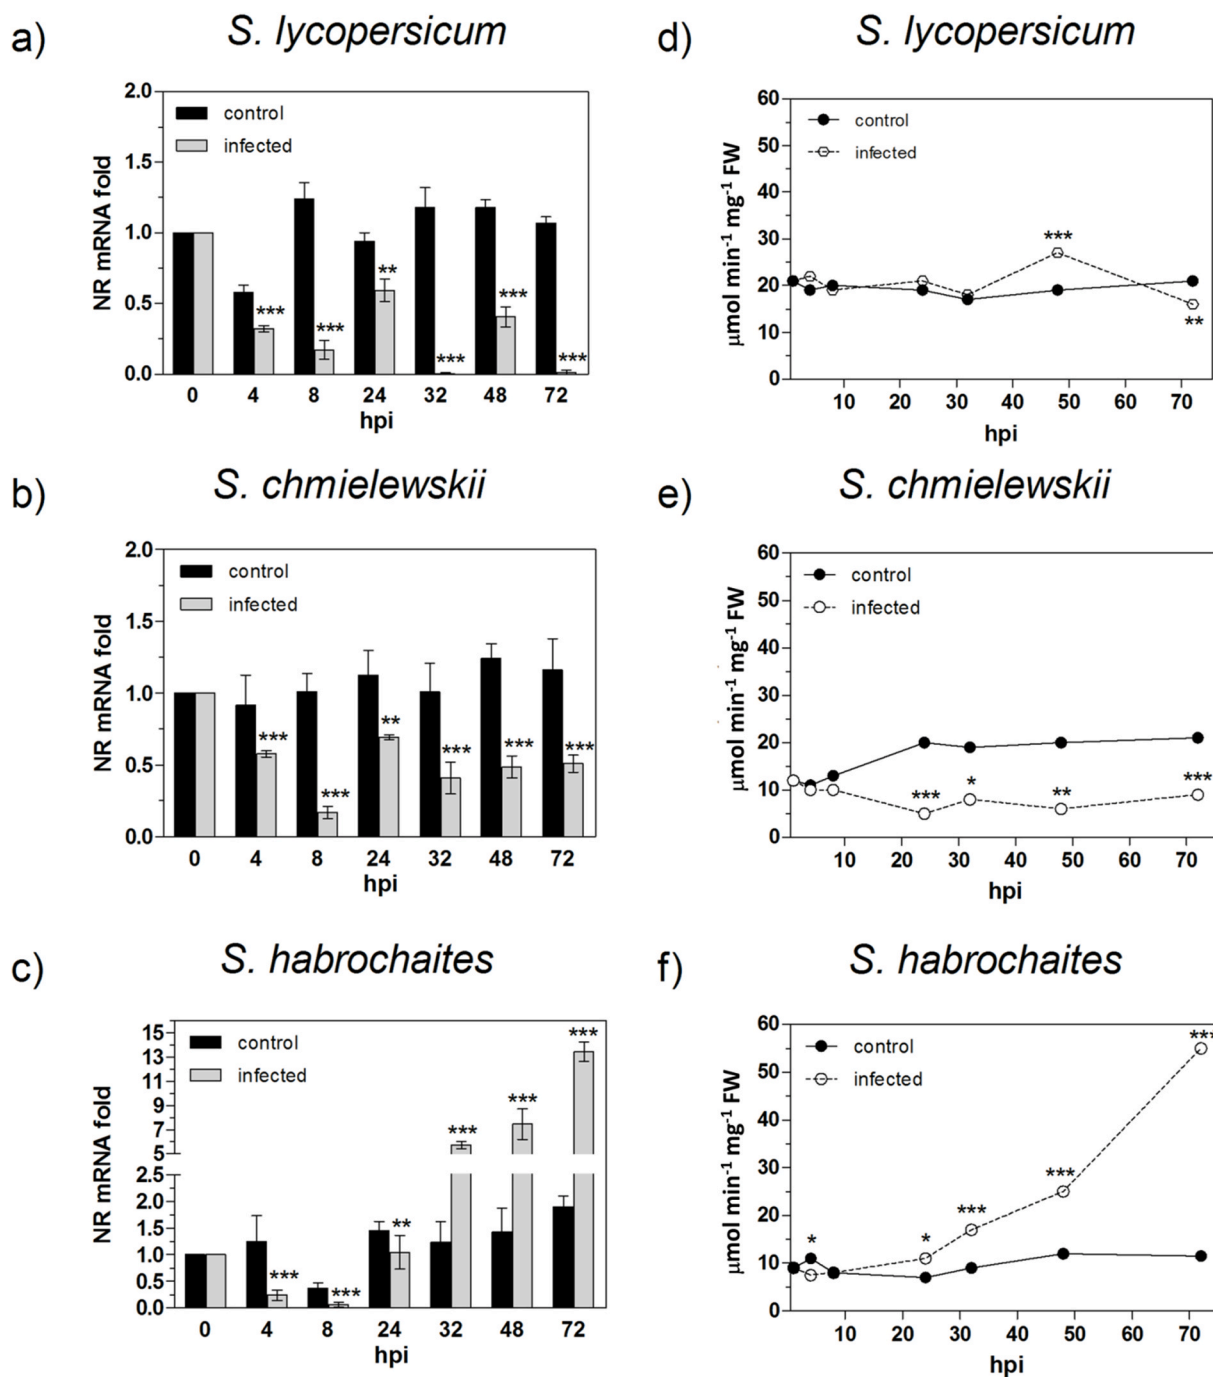 a) S. lycopersicum
NR mRNA fold
2.0
1.5
1.0
0.5
0.0
control
infected
*** *** ** *** *** ***
0 4 8 24 32 48 72
hpi
d) S. lycopersicum
μmol min⁻¹ mg⁻¹ FW
60
50
40
30
20
10
0
control
infected
***
**
10 20 30 40 50 60 70
hpi
b) S. chmielewskii
NR mRNA fold
2.0
1.5
1.0
0.5
0.0
control
infected
*** *** ** *** *** ***
0 4 8 24 32 48 72
hpi
e) S. chmielewskii
μmol min⁻¹ mg⁻¹ FW
60
50
40
30
20
10
0
control
infected
*** * ** ***
10 20 30 40 50 60 70
hpi
c) S. habrochaites
NR mRNA fold
15
13
11
9
7
5
2.5
2.0
1.5
1.0
0.5
0.0
control
infected
*** *** ** *** *** ***
0 4 8 24 32 48 72
hpi
f) S. habrochaites
μmol min⁻¹ mg⁻¹ FW
60
50
40
30
20
10
0
control
infected
* * *** *** ***
10 20 30 40 50 60 70
hpi